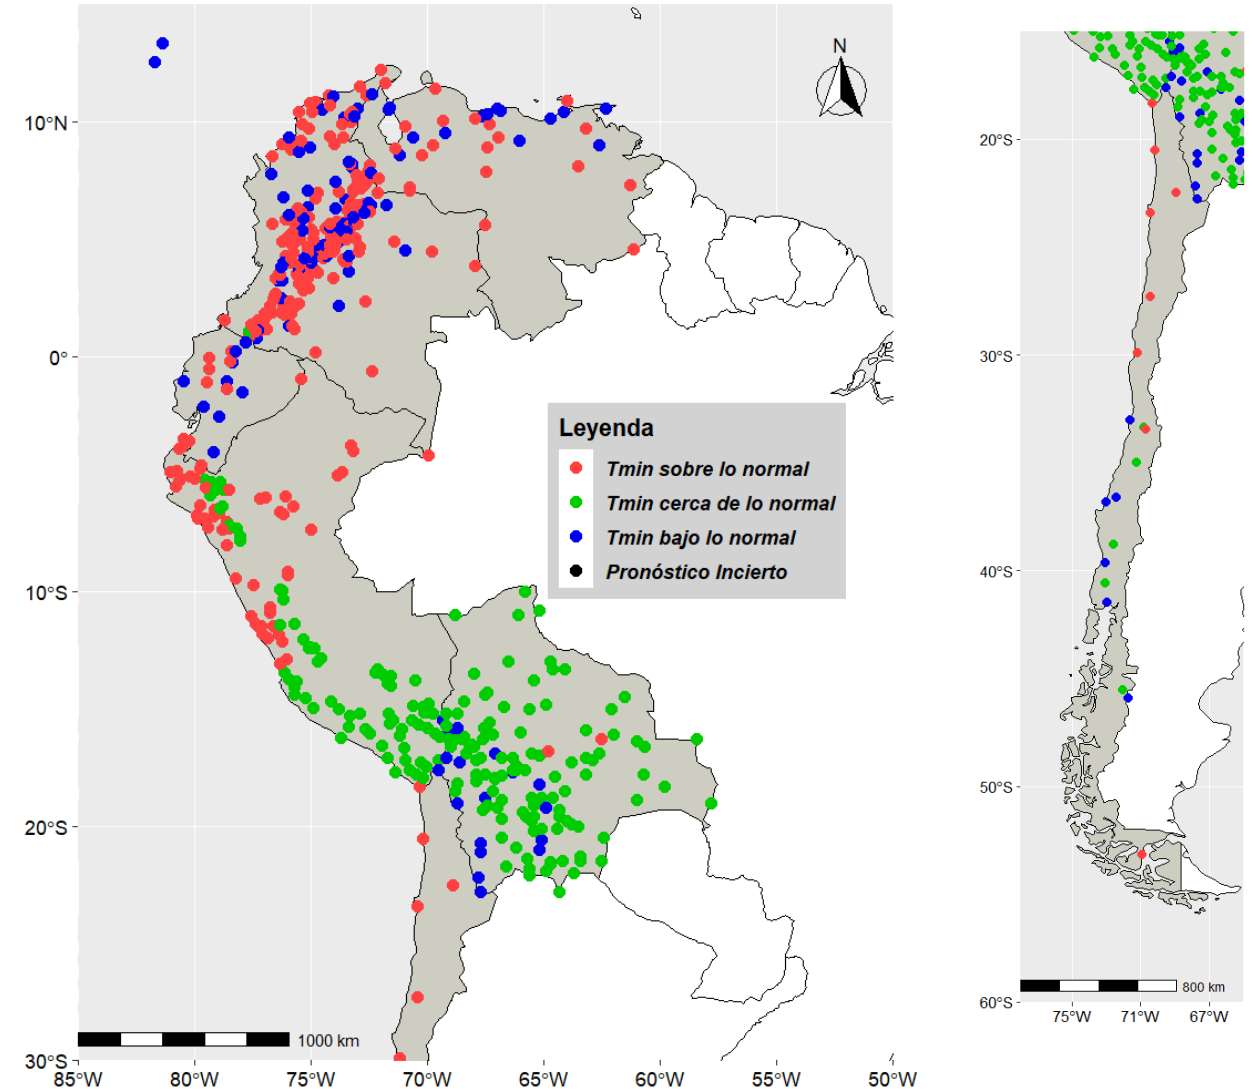 N
10°N
0°
10°S
20°S
30°S
85°W 80°W 75°W 70°W 65°W 60°W 55°W 50°W
1000 km
Leyenda
Tmin sobre lo normal
Tmin cerca de lo normal
Tmin bajo lo normal
Pronóstico Incierto
20°S
30°S
40°S
50°S
60°S
75°W 71°W 67°W
800 km